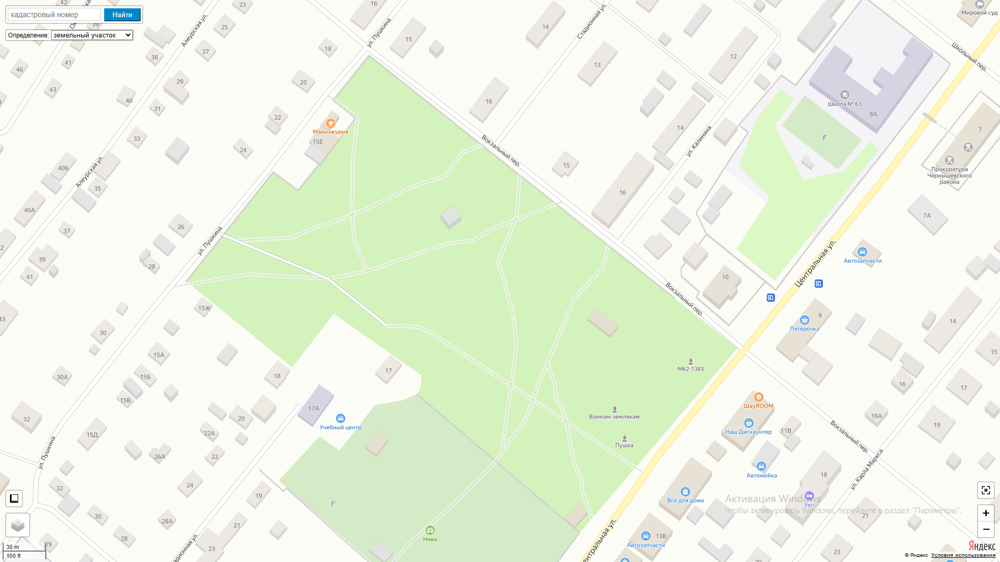 кадастровый номер
Найти
Определение:
земельный участок
42
39
46
41
43
40
38
31
33
29
Алеурская ул.
25
27
23
16
ул. Пушкина
15
18
20
22
24
Маньчжурия
15Е
14
Стадионная ул.
13
16
12
14
Вокзальный пер.
15
16
ул. Калинина
Школа № 63
8А
Мировой суд
Школьный пер.
7
Прокуратура
Чернышевского
района
7А
Автозапчасти
Центральная ул.
10
Вокзальный пер.
9
Пятёрочка
14
15
16
17
16А
19
40Б
Алеурская ул.
35
40А
37
39
41
43
26
28
ул. Пушкина
15Ж
30
15А
15Б
15В
30А
32
15Д
ул. Пушкина
18
17
17А
Учебный центр
20
22А
22
26А
24
19
32
30
28А
28
29
21
23
Нива
М62-1383
Воинам-землякам
Пушка
ШауROOM
Наш Дискаунтер
11В
Автомойка
18
Уют
Всё для дома
13В
Автозапчасти
Вокзальный пер.
ул. Карла Маркса
21
23
20
Активация Windows
Чтобы активировать Windows, перейдите в раздел "Параметры".
+
−
30 m
100 ft
Яндекс
© Яндекс Условия использования